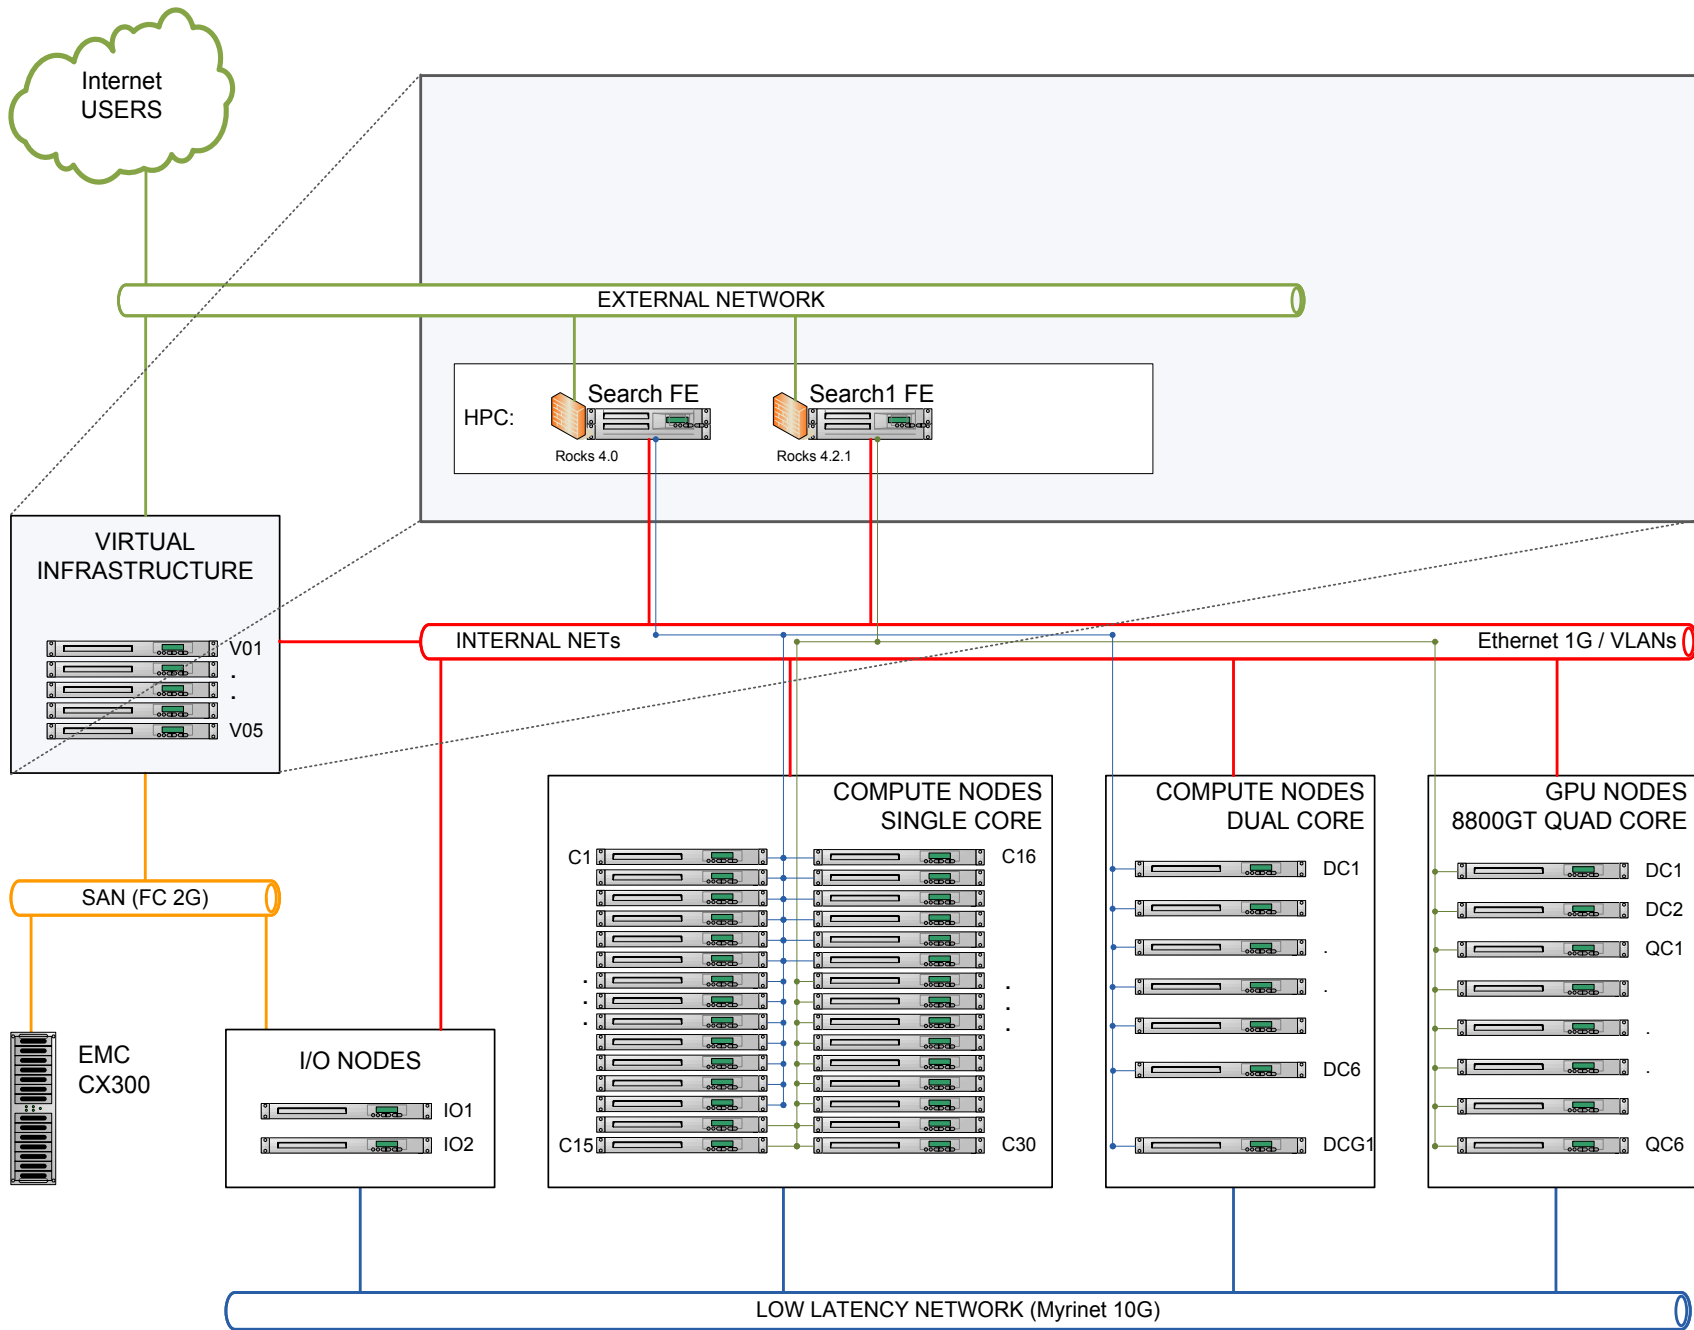 Internet
USERS
EXTERNAL NETWORK
HPC:
Search FE
Search1 FE
Rocks 4.0
Rocks 4.2.1
VIRTUAL
INFRASTRUCTURE
V01
.
.
V05
INTERNAL NETs
Ethernet 1G / VLANs
COMPUTE NODES
SINGLE CORE
C1
C16
.
.
.
.
.
.
C15
C30
COMPUTE NODES
DUAL CORE
DC1
.
.
DC6
DCG1
GPU NODES
8800GT QUAD CORE
DC1
DC2
QC1
.
.
QC6
SAN (FC 2G)
EMC
CX300
I/O NODES
IO1
IO2
LOW LATENCY NETWORK (Myrinet 10G)